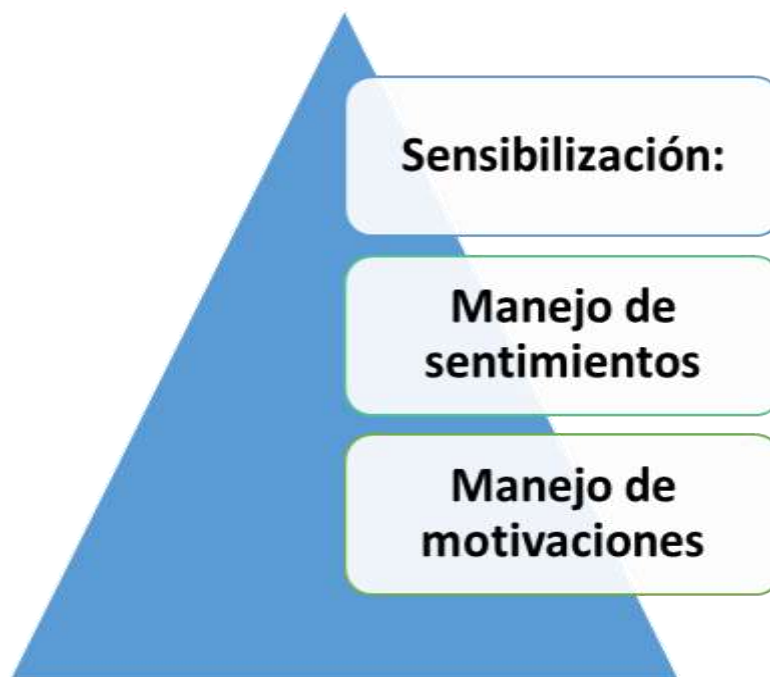 Sensibilización:
Manejo de
sentimientos
Manejo de
motivaciones